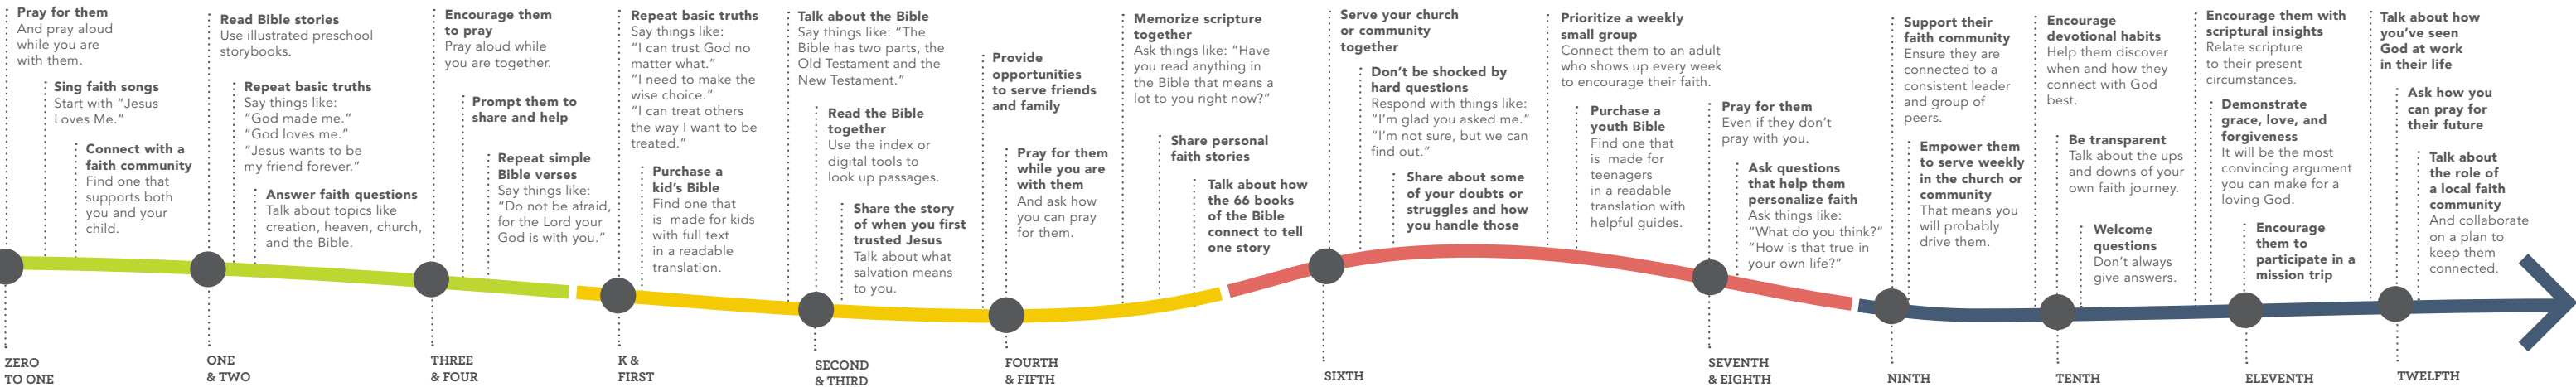 Pray for them
And pray aloud
while you are
with them.
Sing faith songs
Start with “Jesus
Loves Me.”
Connect with a
faith community
Find one that
supports both
you and your
child.
Read Bible stories
Use illustrated preschool
storybooks.
Repeat basic truths
Say things like:
“God made me.”
“God loves me.”
“Jesus wants to be
my friend forever.”
Answer faith questions
Talk about topics like
creation, heaven, church,
and the Bible.
Encourage them
to pray
Pray aloud while
you are together.
Prompt them to
share and help
Repeat simple
Bible verses
Say things like:
“Do not be afraid,
for the Lord your
God is with you.”
Repeat basic truths
Say things like:
“I can trust God no
matter what.”
“I need to make the
wise choice.”
“I can treat others
the way I want to be
treated.”
Purchase a
kid’s Bible
Find one that
is made for kids
with full text
in a readable
translation.
Talk about the Bible
Say things like: “The
Bible has two parts, the
Old Testament and the
New Testament.”
Read the Bible
together
Use the index or
digital tools to
look up passages.
Share the story
of when you first
trusted Jesus
Talk about what
salvation means
to you.
Provide
opportunities
to serve friends
and family
Pray for them
while you are
with them
And ask how
you can pray
for them.
Memorize scripture
together
Ask things like: “Have
you read anything in
the Bible that means a
lot to you right now?”
Share personal
faith stories
Talk about how
the 66 books
of the Bible
connect to tell
one story
Serve your church
or community
together
Don’t be shocked by
hard questions
Respond with things like:
“I’m glad you asked me.”
“I’m not sure, but we can
find out.”
Share about some
of your doubts or
struggles and how
you handle those
Prioritize a weekly
small group
Connect them to an adult
who shows up every week
to encourage their faith.
Purchase a
youth Bible
Find one that
is made for
teenagers
in a readable
translation with
helpful guides.
Pray for them
Even if they don’t
pray with you.
Ask questions
that help them
personalize faith
Ask things like:
“What do you think?”
“How is that true in
your own life?”
Support their
faith community
Ensure they are
connected to a
consistent leader
and group of
peers.
Empower them
to serve weekly
in the church or
community
That means you
will probably
drive them.
Encourage
devotional habits
Help them discover
when and how they
connect with God
best.
Be transparent
Talk about the ups
and downs of your
own faith journey.
Welcome
questions
Don’t always
give answers.
Encourage them with
scriptural insights
Relate scripture
to their present
circumstances.
Demonstrate
grace, love, and
forgiveness
It will be the most
convincing argument
you can make for a
loving God.
Encourage
them to
participate in a
mission trip
Talk about how
you’ve seen
God at work
in their life
Ask how you
can pray for
their future
Talk about
the role of
a local faith
community
And collaborate
on a plan to
keep them
connected.
ZERO
TO ONE
ONE
& TWO
THREE
& FOUR
K &
FIRST
SECOND
& THIRD
FOURTH
& FIFTH
SIXTH
SEVENTH
& EIGHTH
NINTH
TENTH
ELEVENTH
TWELFTH